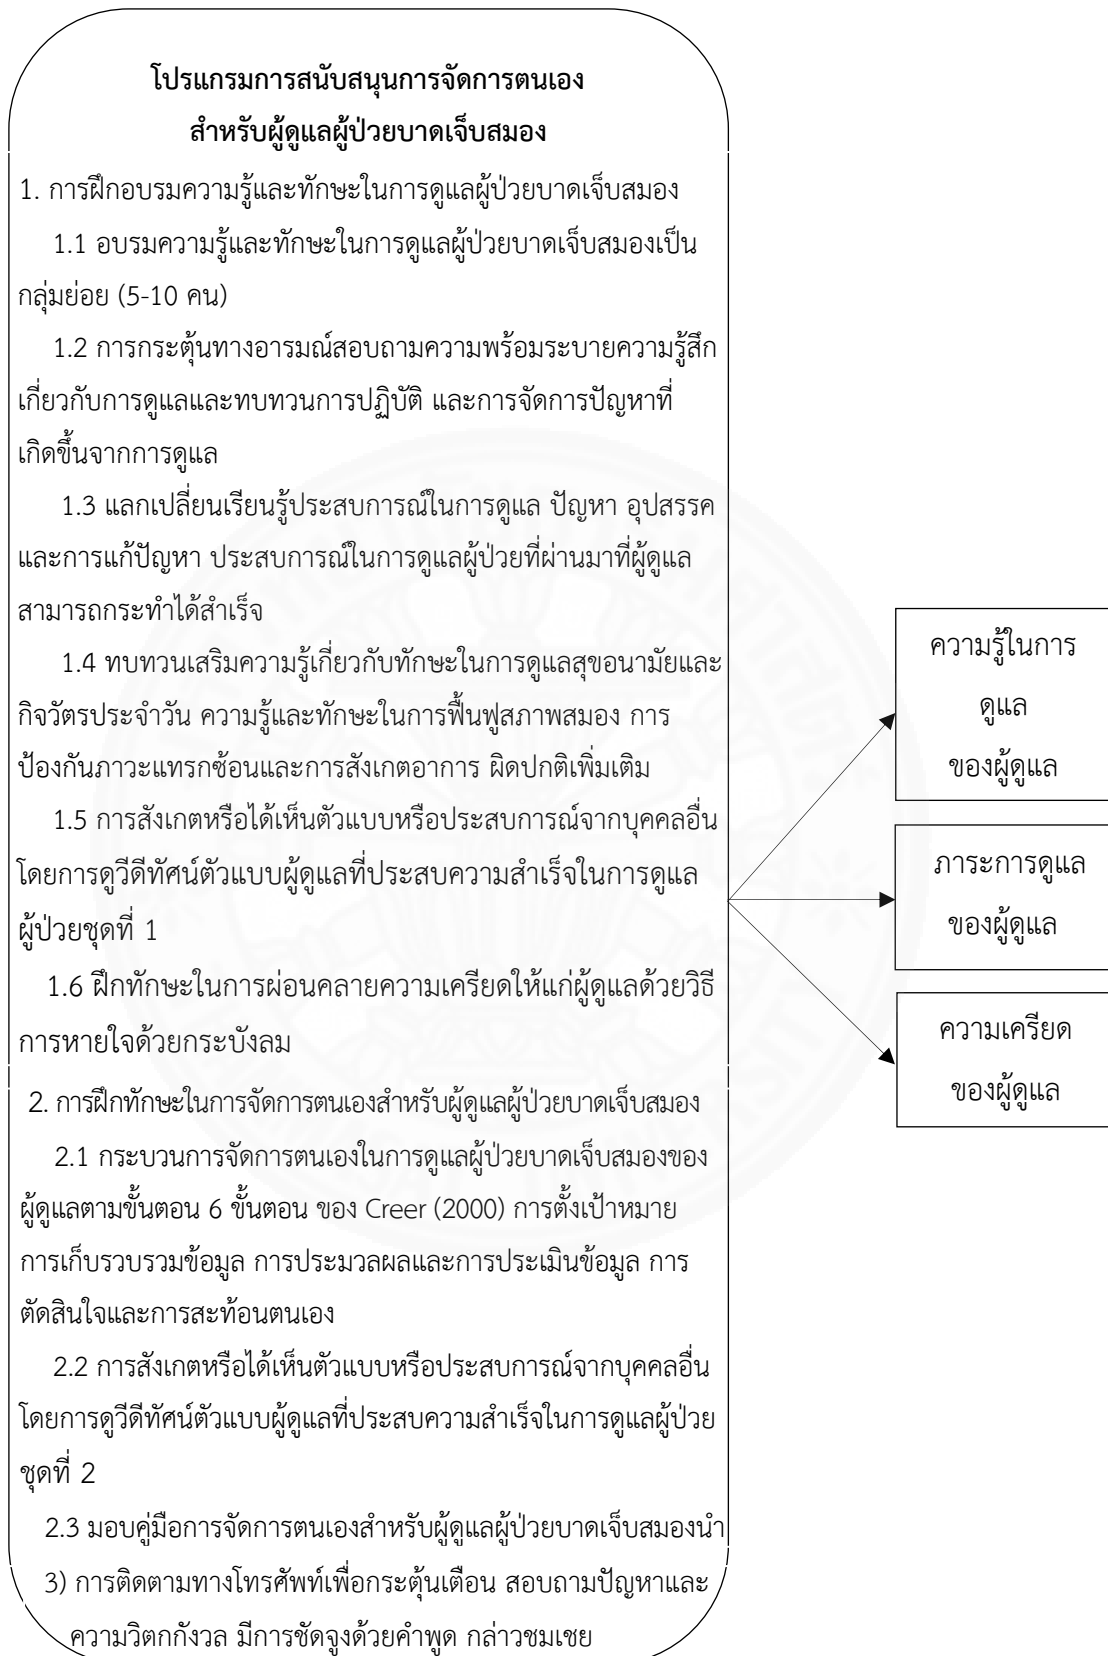 โปรแกรมการสนับสนุนการจัดการตนเอง
สำหรับผู้ดูแลผู้ป่วยบาดเจ็บสมอง
1. การฝึกอบรมความรู้และทักษะในการดูแลผู้ป่วยบาดเจ็บสมอง
1.1 อบรมความรู้และทักษะในการดูแลผู้ป่วยบาดเจ็บสมองเป็น
กลุ่มย่อย (5-10 คน)
1.2 การกระตุ้นทางอารมณ์สอบถามความพร้อมระบายความรู้สึก
เกี่ยวกับการดูแลและทบทวนการปฏิบัติ และการจัดการปัญหาที่
เกิดขึ้นจากการดูแล
1.3 แลกเปลี่ยนเรียนรู้ประสบการณ์ในการดูแล ปัญหา อุปสรรค
และการแก้ปัญหา ประสบการณ์ในการดูแลผู้ป่วยที่ผ่านมาที่ผู้ดูแล
สามารถกระทำได้สำเร็จ
1.4 ทบทวนเสริมความรู้เกี่ยวกับทักษะในการดูแลสุขอนามัยและ
กิจวัตรประจำวัน ความรู้และทักษะในการฟื้นฟูสภาพสมอง การ
ป้องกันภาวะแทรกซ้อนและการสังเกตอาการ ผิดปกติเพิ่มเติม
1.5 การสังเกตหรือได้เห็นตัวแบบหรือประสบการณ์จากบุคคลอื่น
โดยการดูวีดีทัศน์ตัวแบบผู้ดูแลที่ประสบความสำเร็จในการดูแล
ผู้ป่วยชุดที่ 1
1.6 ฝึกทักษะในการผ่อนคลายความเครียดให้แก่ผู้ดูแลด้วยวิธี
การหายใจด้วยกระบังลม
2. การฝึกทักษะในการจัดการตนเองสำหรับผู้ดูแลผู้ป่วยบาดเจ็บสมอง
2.1 กระบวนการจัดการตนเองในการดูแลผู้ป่วยบาดเจ็บสมองของ
ผู้ดูแลตามขั้นตอน 6 ขั้นตอน ของ Creer (2000) การตั้งเป้าหมาย
การเก็บรวบรวมข้อมูล การประมวลผลและการประเมินข้อมูล การ
ตัดสินใจและการสะท้อนตนเอง
2.2 การสังเกตหรือได้เห็นตัวแบบหรือประสบการณ์จากบุคคลอื่น
โดยการดูวีดีทัศน์ตัวแบบผู้ดูแลที่ประสบความสำเร็จในการดูแลผู้ป่วย
ชุดที่ 2
2.3 มอบคู่มือการจัดการตนเองสำหรับผู้ดูแลผู้ป่วยบาดเจ็บสมองนำ
3) การติดตามทางโทรศัพท์เพื่อกระตุ้นเตือน สอบถามปัญหาและ
ความวิตกกังวล มีการชัดจูงด้วยคำพูด กล่าวชมเชย
ความรู้ในการ
ดูแล
ของผู้ดูแล
ภาระการดูแล
ของผู้ดูแล
ความเครียด
ของผู้ดูแล